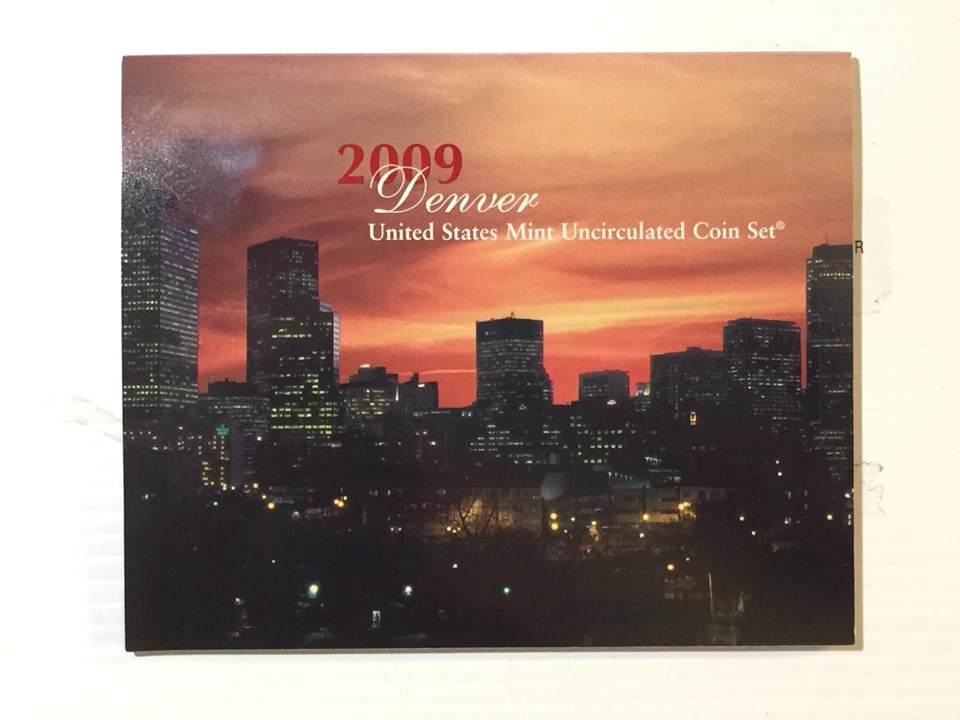 2009
Denver
United States Mint Uncirculated Coin Set®
R